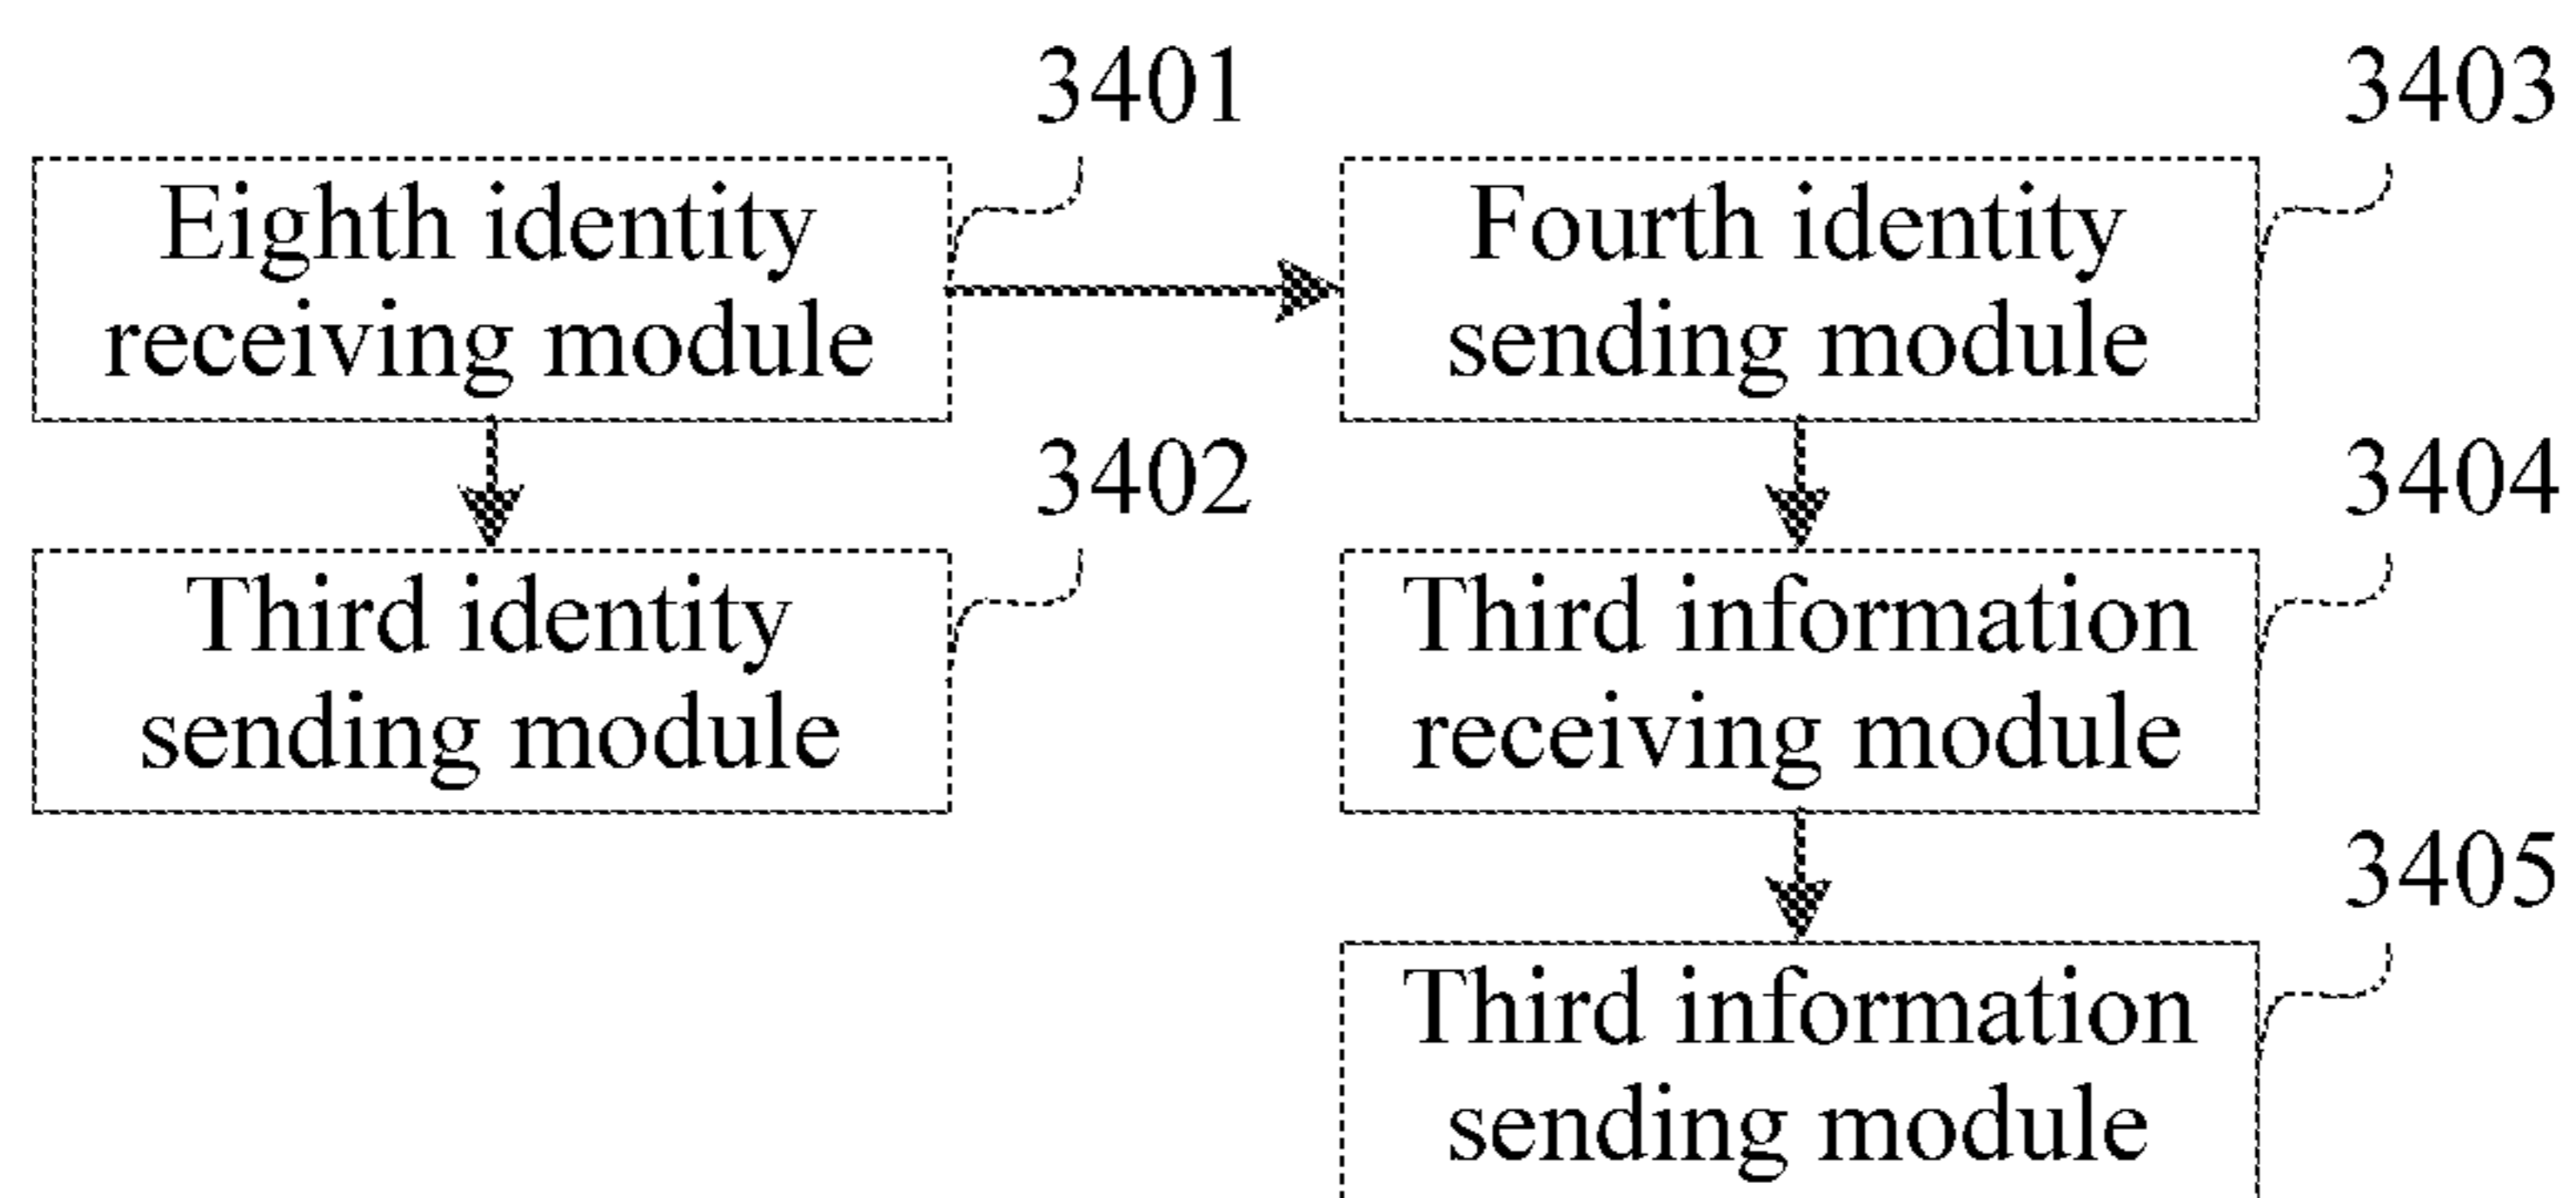 3401
Eighth identity
receiving module
3402
Third identity
sending module
3403
Fourth identity
sending module
3404
Third information
receiving module
3405
Third information
sending module